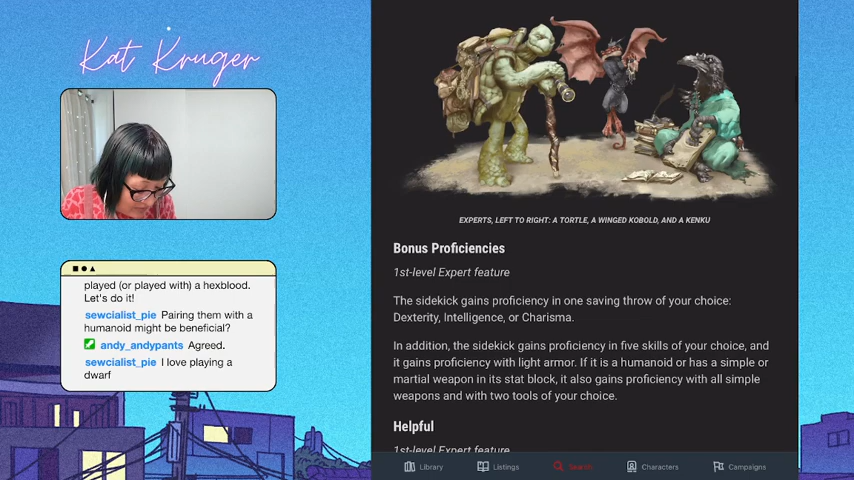 Kat Kruger
played (or played with) a hexblood.
Let's do it!
sewcialist_pie Pairing them with a
humanoid might be beneficial?
andy_andypants Agreed.
sewcialist_pie I love playing a
dwarf
EXPERTS, LEFT TO RIGHT: A TORTLE, A WINGED KOBOLD, AND A KENKU
Bonus Proficiencies
1st-level Expert feature
The sidekick gains proficiency in one saving throw of your choice:
Dexterity, Intelligence, or Charisma.
In addition, the sidekick gains proficiency in five skills of your choice, and
it gains proficiency with light armor. If it is a humanoid or has a simple or
martial weapon in its stat block, it also gains proficiency with all simple
weapons and with two tools of your choice.
Helpful
1st-level Expert feature
Library
Listings
Search
Characters
Campaigns